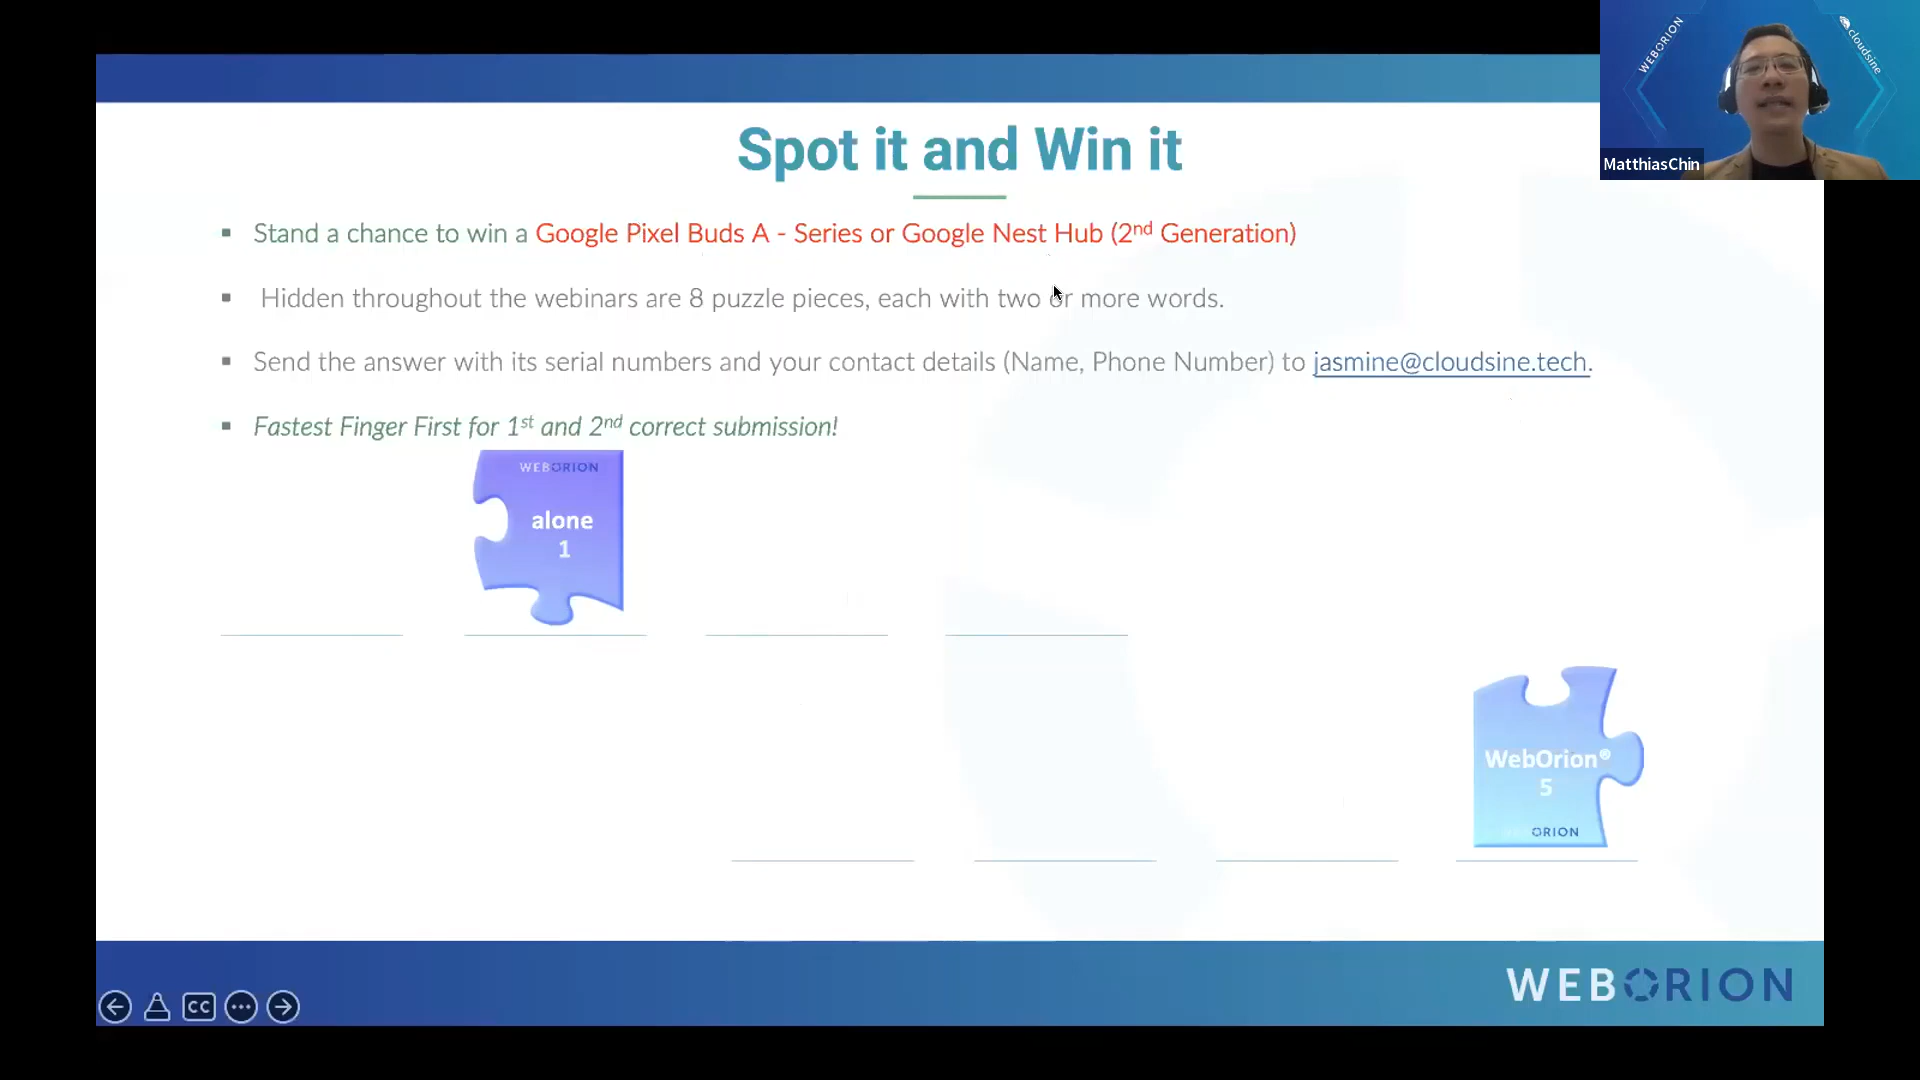 WEBORION
cloudsine
MatthiasChin
Spot it and Win it
▪ Stand a chance to win a Google Pixel Buds A - Series or Google Nest Hub (2nd Generation)
▪ Hidden throughout the webinars are 8 puzzle pieces, each with two or more words.
▪ Send the answer with its serial numbers and your contact details (Name, Phone Number) to jasmine@cloudsine.tech.
▪ Fastest Finger First for 1st and 2nd correct submission!
WEBORION
alone
1
WebOrion®
5
ORION
CC
WEBORION